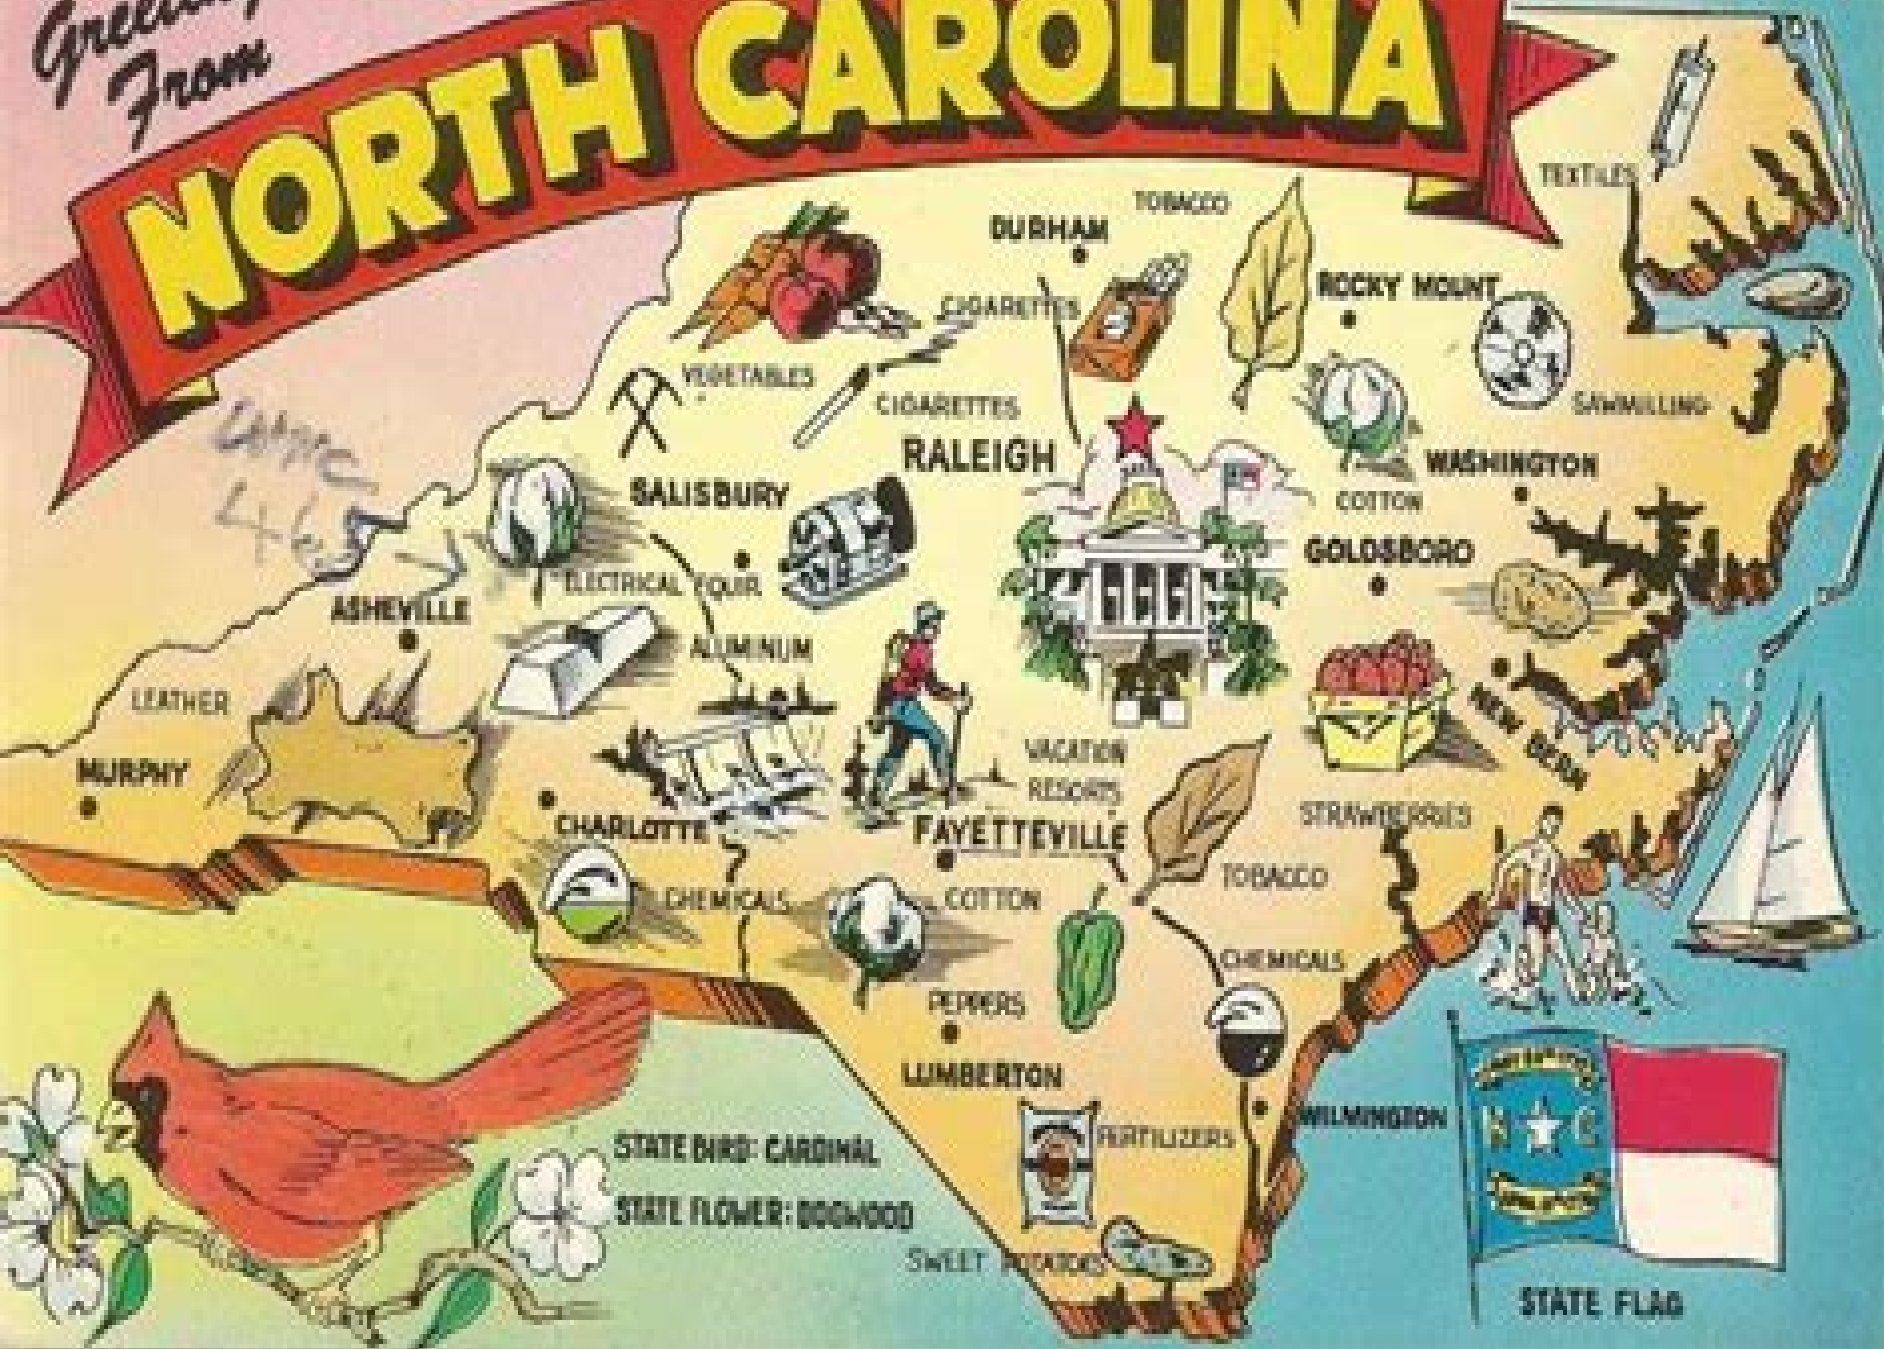 Greetings
From
NORTH CAROLINA
TEXTILES
TOBACCO
DURHAM
ROCKY MOUNT
CIGARETTES
VEGETABLES
CIGARETTES
SAWMILLING
RALEIGH
WASHINGTON
SALISBURY
COTTON
GOLDSBORO
ELECTRICAL EQUIP.
ASHEVILLE
ALUMINUM
LEATHER
NEW BERN
MURPHY
VACATION
RESORTS
STRAWBERRIES
CHARLOTTE
FAYETTEVILLE
TOBACCO
CHEMICALS
COTTON
CHEMICALS
PEPPERS
LUMBERTON
WILMINGTON
N C
FERTILIZERS
STATE BIRD: CARDINAL
STATE FLOWER: DOGWOOD
SWEET POTATOES
STATE FLAG